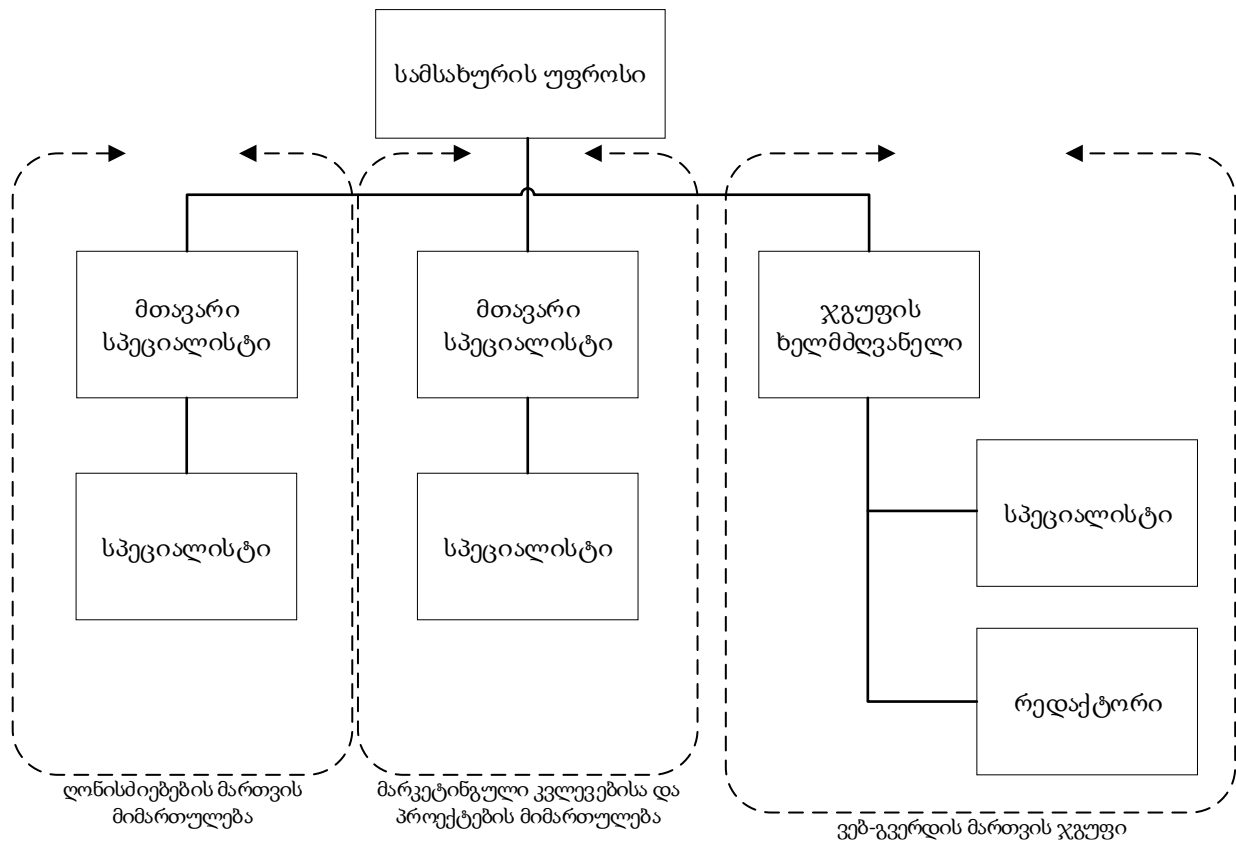 სამსახურის უფროსი
მთავარი
სპეციალისტი
მთავარი
სპეციალისტი
ჯგუფის
ხელმძღვანელი
სპეციალისტი
სპეციალისტი
სპეციალისტი
რედაქტორი
ღონისძიებების მართვის
მიმართულება
მარკეტინგული კვლევებისა და
პროექტების მიმართულება
ვებ-გვერდის მართვის ჯგუფი